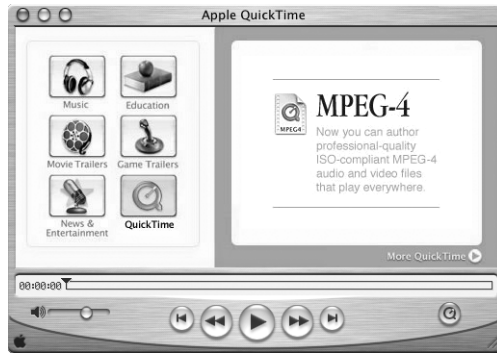 Apple QuickTime
Music
Education
Movie Trailers
Game Trailers
News &
Entertainment
QuickTime
MPEG4
MPEG-4
Now you can author
professional-quality
ISO-compliant MPEG-4
audio and video files
that play everywhere.
More QuickTime
00:00:00